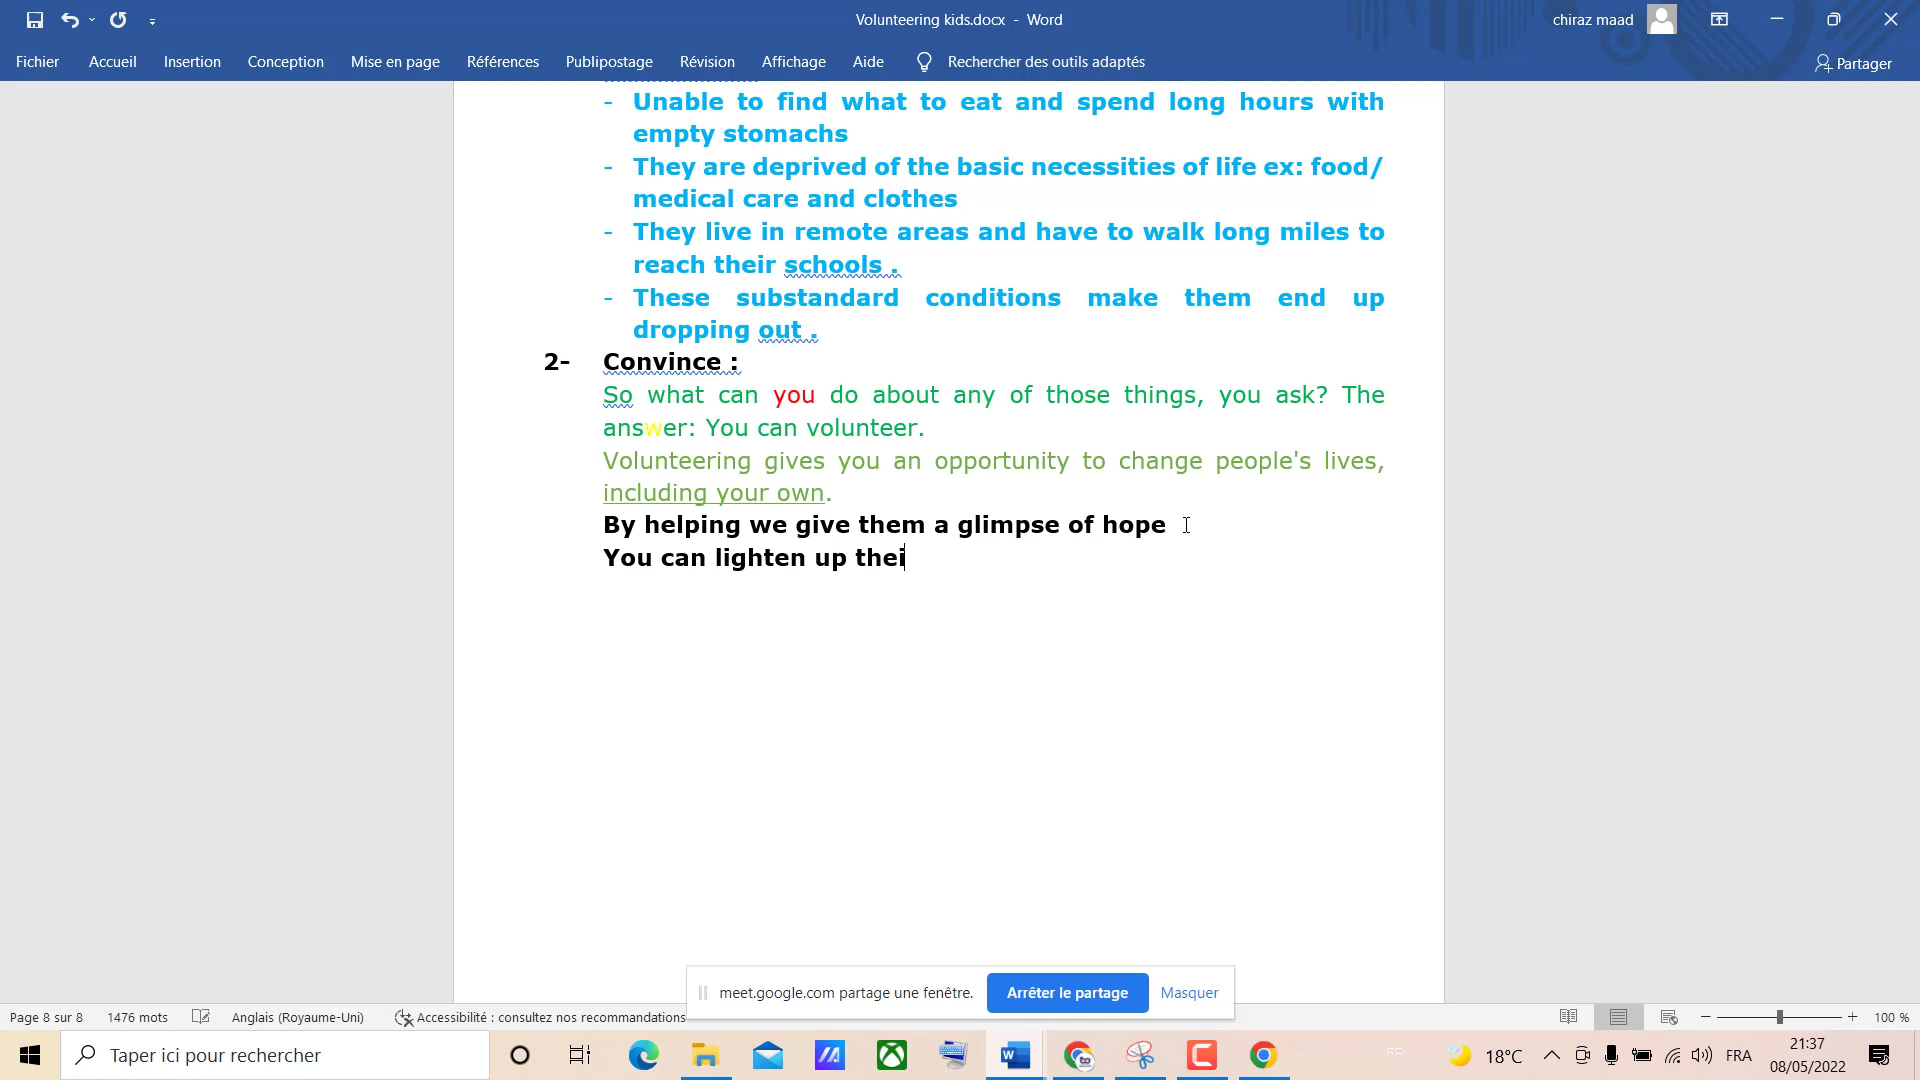 Volunteering kids.docx - Word
chiraz maad
Fichier Accueil Insertion Conception Mise en page Références Publipostage Révision Affichage Aide Rechercher des outils adaptés Partager
- Unable to find what to eat and spend long hours with
empty stomachs
- They are deprived of the basic necessities of life ex: food/
medical care and clothes
- They live in remote areas and have to walk long miles to
reach their schools .
- These substandard conditions make them end up
dropping out .
2- Convince :
So what can you do about any of those things, you ask? The
answer: You can volunteer.
Volunteering gives you an opportunity to change people's lives,
including your own.
By helping we give them a glimpse of hope
You can lighten up thei
meet.google.com partage une fenêtre. Arrêter le partage Masquer
Page 8 sur 8 1476 mots Anglais (Royaume-Uni) Accessibilité : consultez nos recommandations 100 %
Taper ici pour rechercher
FR 18°C FRA
21:37
08/05/2022